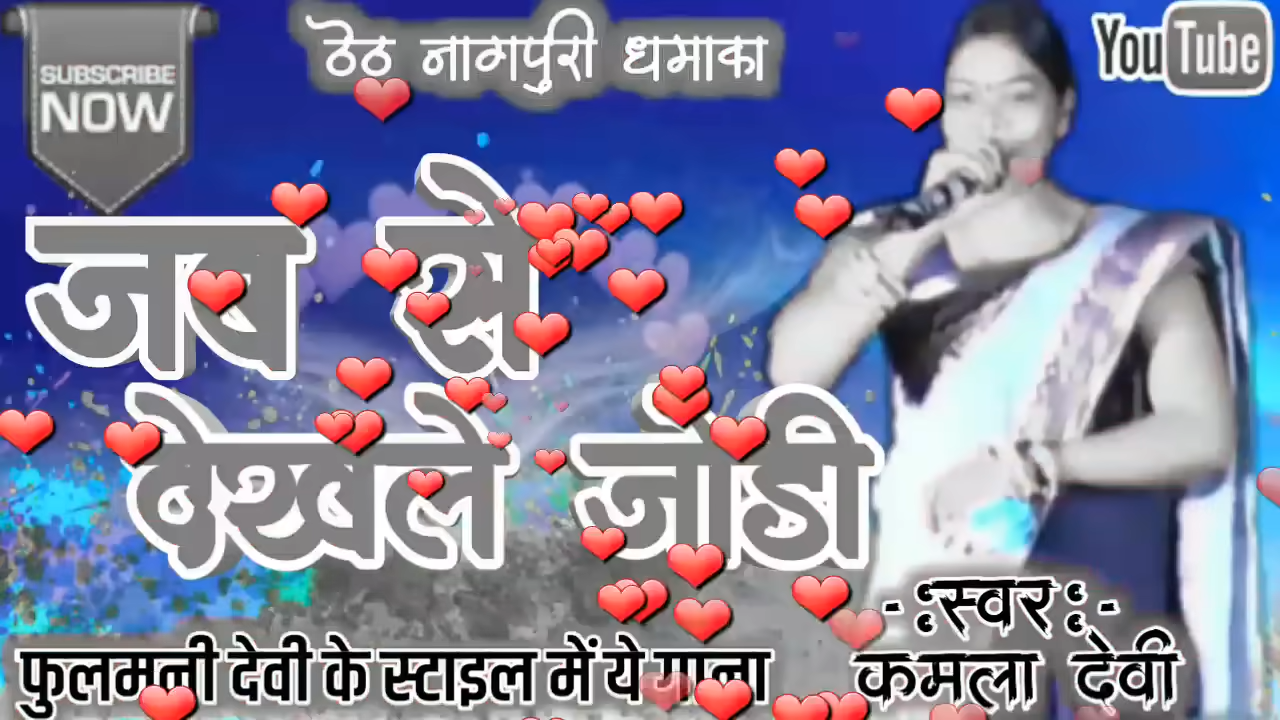 SUBSCRIBE
NOW
ठेठ नागपुरी धमाका
YouTube
जब से
देखले जोडी
-:स्वर:-
फुलमनी देवी के स्टाइल में ये गाना
कमला देवी